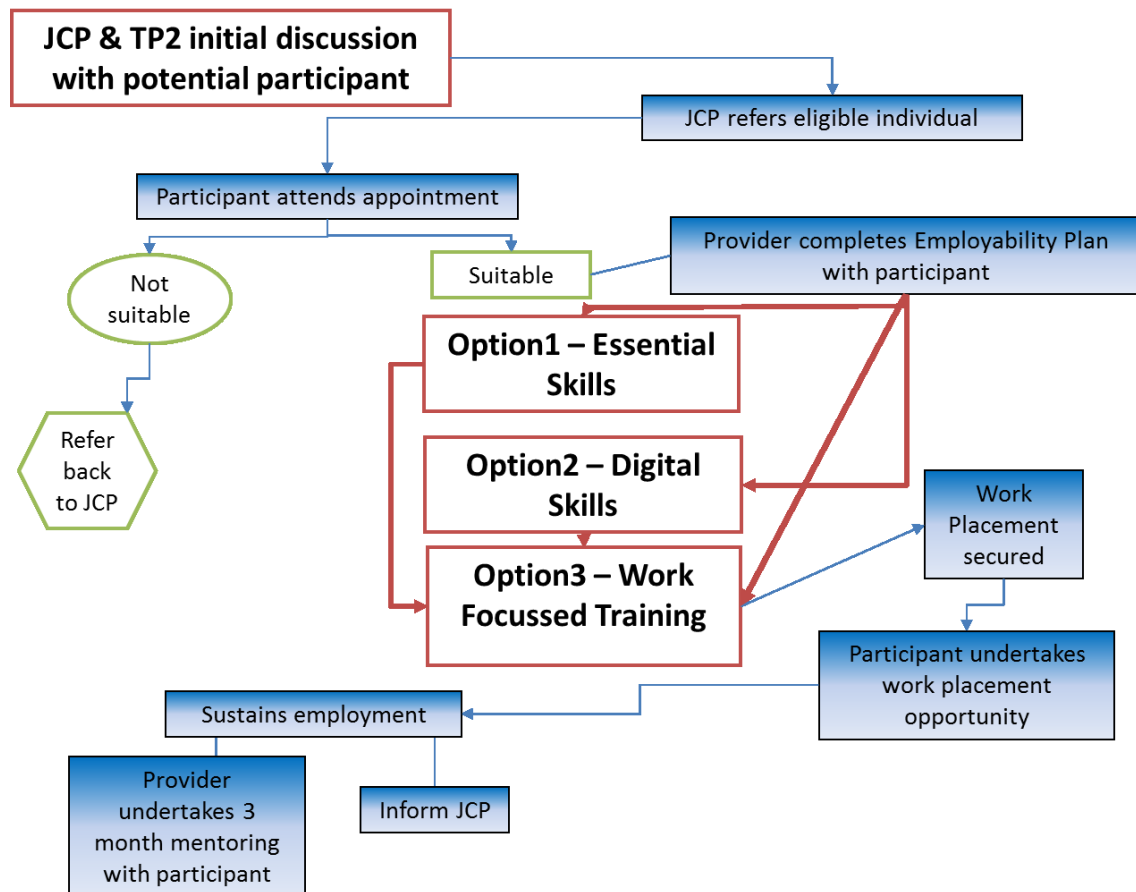 JCP & TP2 initial discussion
with potential participant
JCP refers eligible individual
Participant attends appointment
Provider completes Employability Plan
with participant
Not
suitable
Suitable
Option1 – Essential
Skills
Refer
back
to JCP
Option2 – Digital
Skills
Work
Placement
secured
Option3 – Work
Focussed Training
Participant undertakes
work placement
opportunity
Sustains employment
Provider
undertakes 3
month mentoring
with participant
Inform JCP